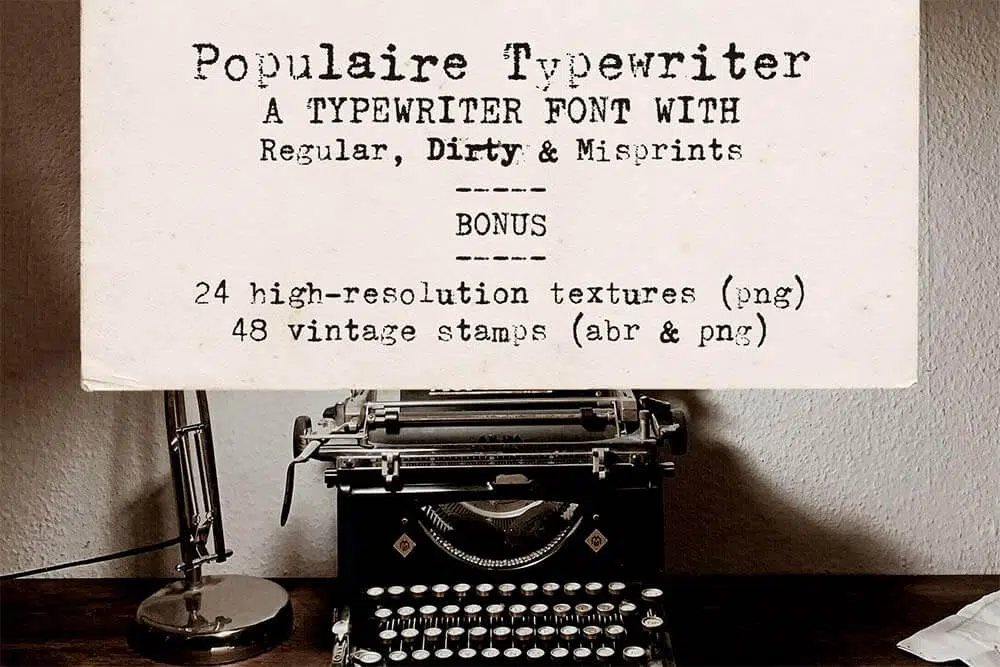 Populaire Typewriter
A TYPEWRITER FONT WITH
Regular, Dirty & Misprints
-----
BONUS
-----
24 high-resolution textures (png)
48 vintage stamps (abr & png)